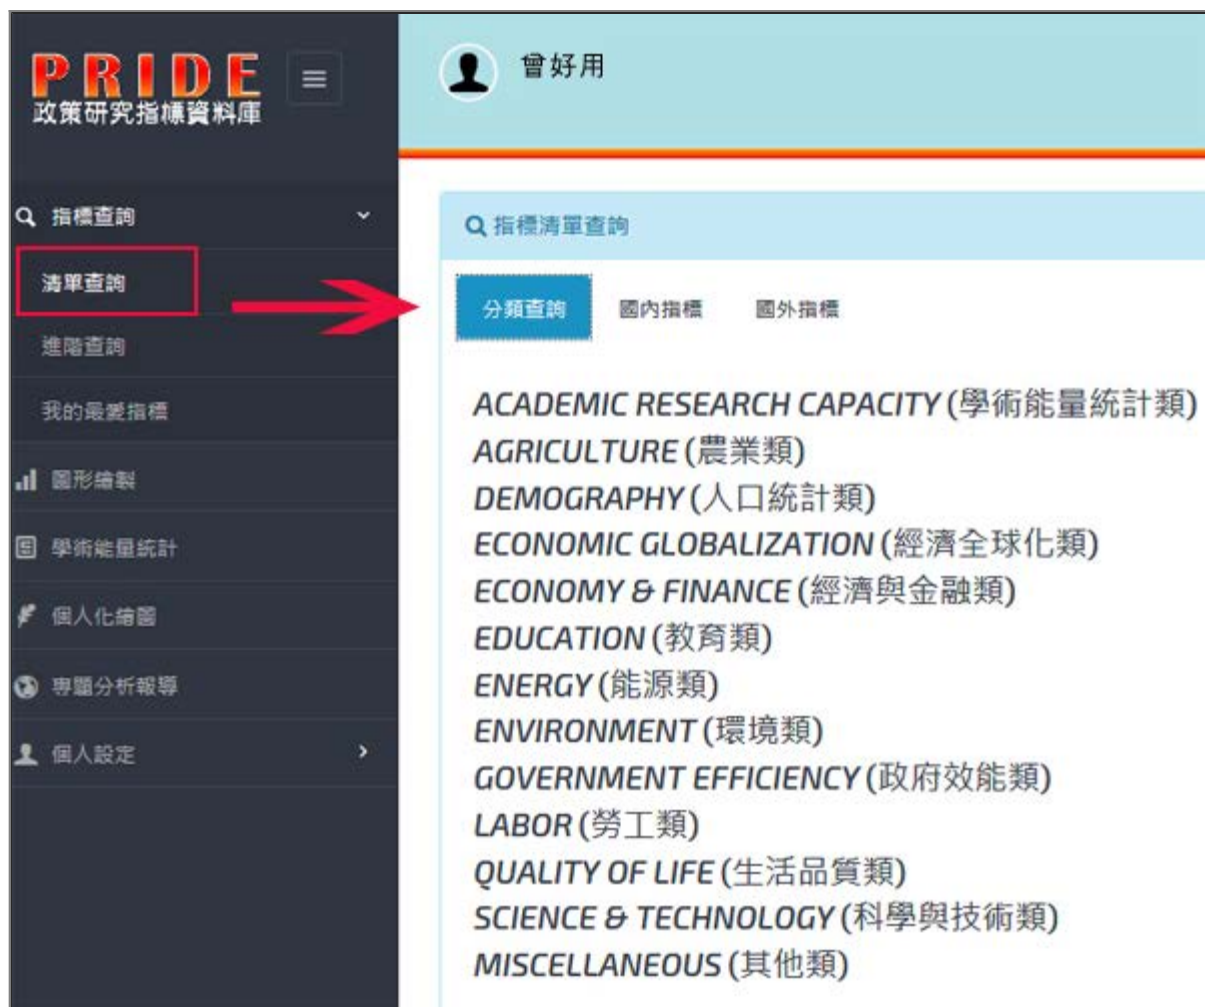 PRIDE
政策研究指標資料庫
曾好用
指標查詢
清單查詢
進階查詢
我的最愛指標
圖形繪製
學術能量統計
個人化繪圖
專題分析報導
個人設定
指標清單查詢
分類查詢 國內指標 國外指標
ACADEMIC RESEARCH CAPACITY (學術能量統計類)
AGRICULTURE (農業類)
DEMOGRAPHY (人口統計類)
ECONOMIC GLOBALIZATION (經濟全球化類)
ECONOMY & FINANCE (經濟與金融類)
EDUCATION (教育類)
ENERGY (能源類)
ENVIRONMENT (環境類)
GOVERNMENT EFFICIENCY (政府效能類)
LABOR (勞工類)
QUALITY OF LIFE (生活品質類)
SCIENCE & TECHNOLOGY (科學與技術類)
MISCELLANEOUS (其他類)